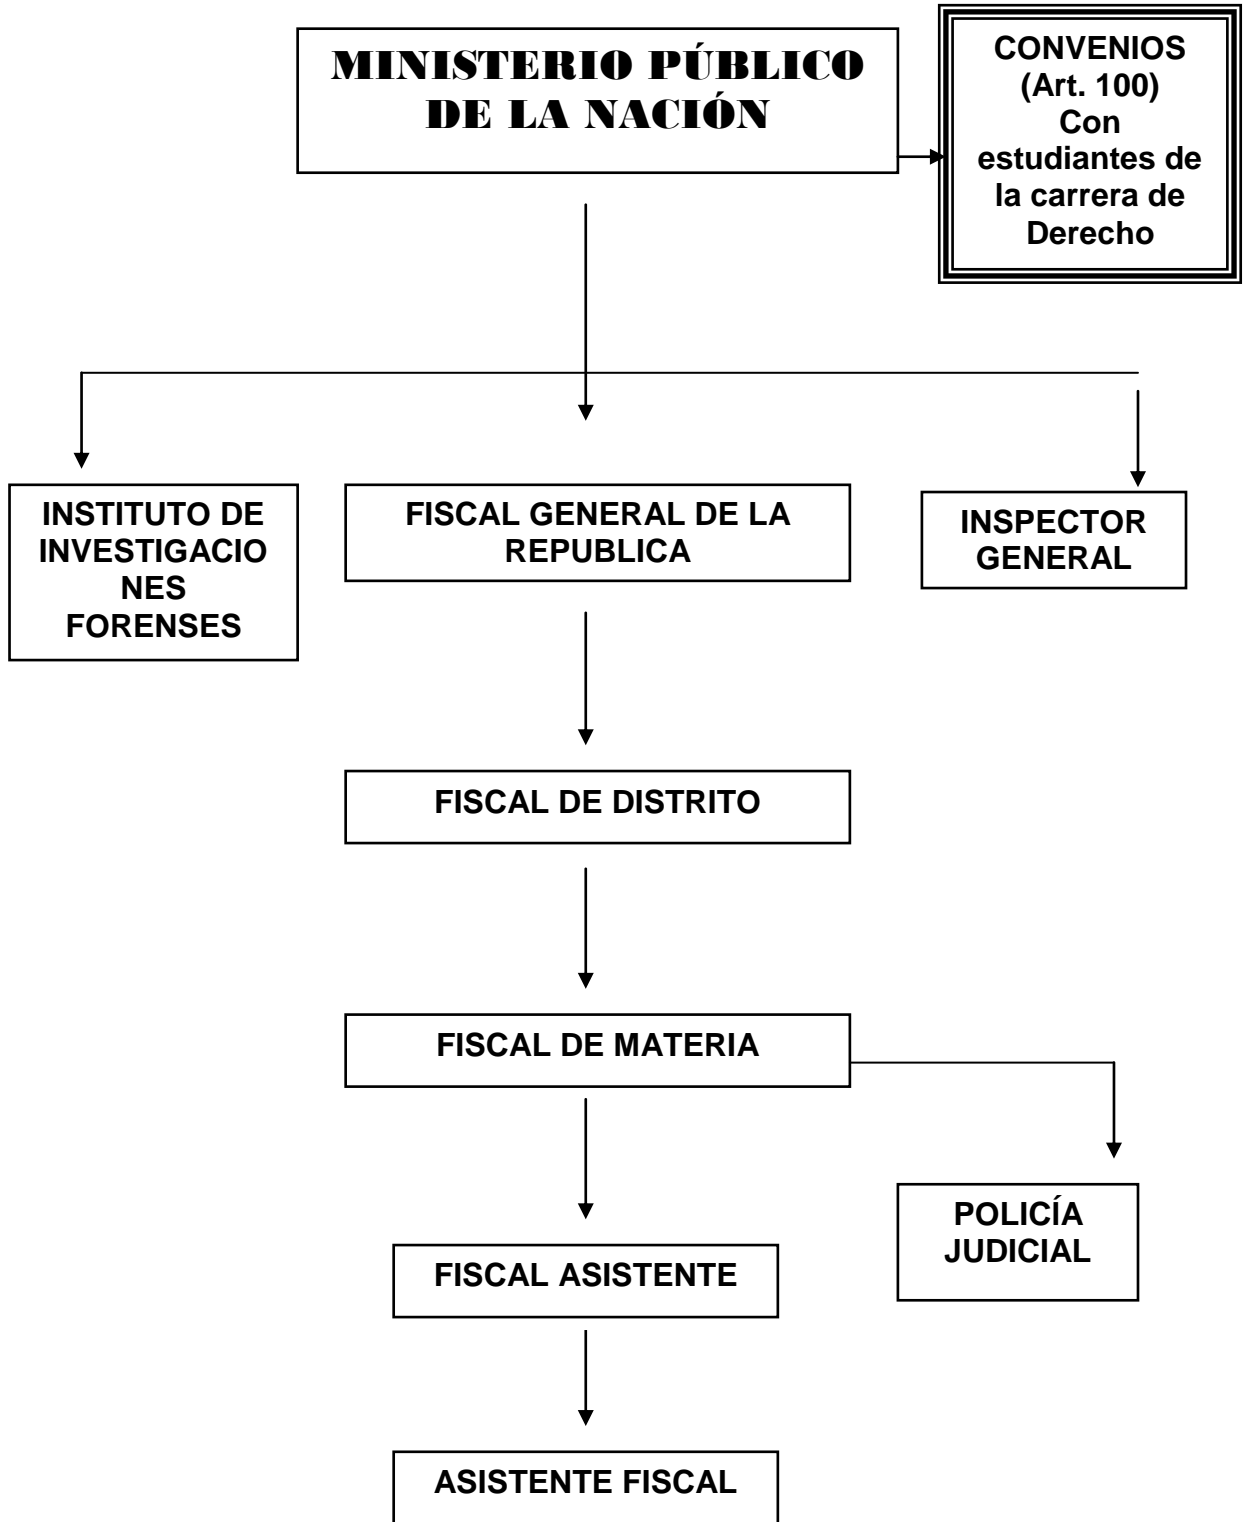 MINISTERIO PÚBLICO
DE LA NACIÓN
CONVENIOS
(Art. 100)
Con
estudiantes de
la carrera de
Derecho
INSTITUTO DE
INVESTIGACIO
NES
FORENSES
FISCAL GENERAL DE LA
REPUBLICA
INSPECTOR
GENERAL
FISCAL DE DISTRITO
FISCAL DE MATERIA
POLICÍA
JUDICIAL
FISCAL ASISTENTE
ASISTENTE FISCAL